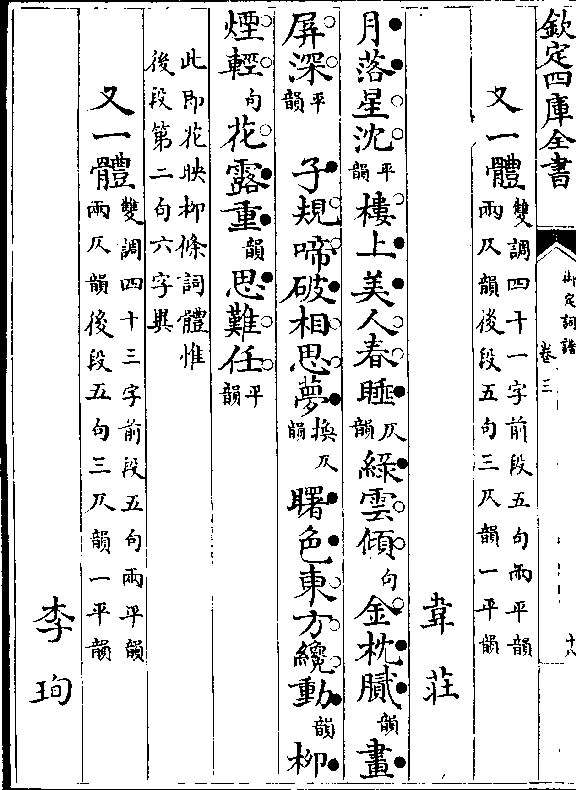 欽定四庫全書
御定詞譜
卷三
十八
又一體
雙調四十一字前段五句兩平韻
兩仄韻後段五句三仄韻一平韻
韋莊
月落星沈平韻樓上美人春睡仄韻綠雲傾句金枕膩韻畫
屏深平韻 子規啼破相思夢換仄韻曙色東方纔動韻柳
煙輕句花露重韻思難任平韻
此即花映柳條詞體惟
後段第二句六字異
又一體
雙調四十三字前段五句兩平韻
兩仄韻後段五句三仄韻一平韻
李珣